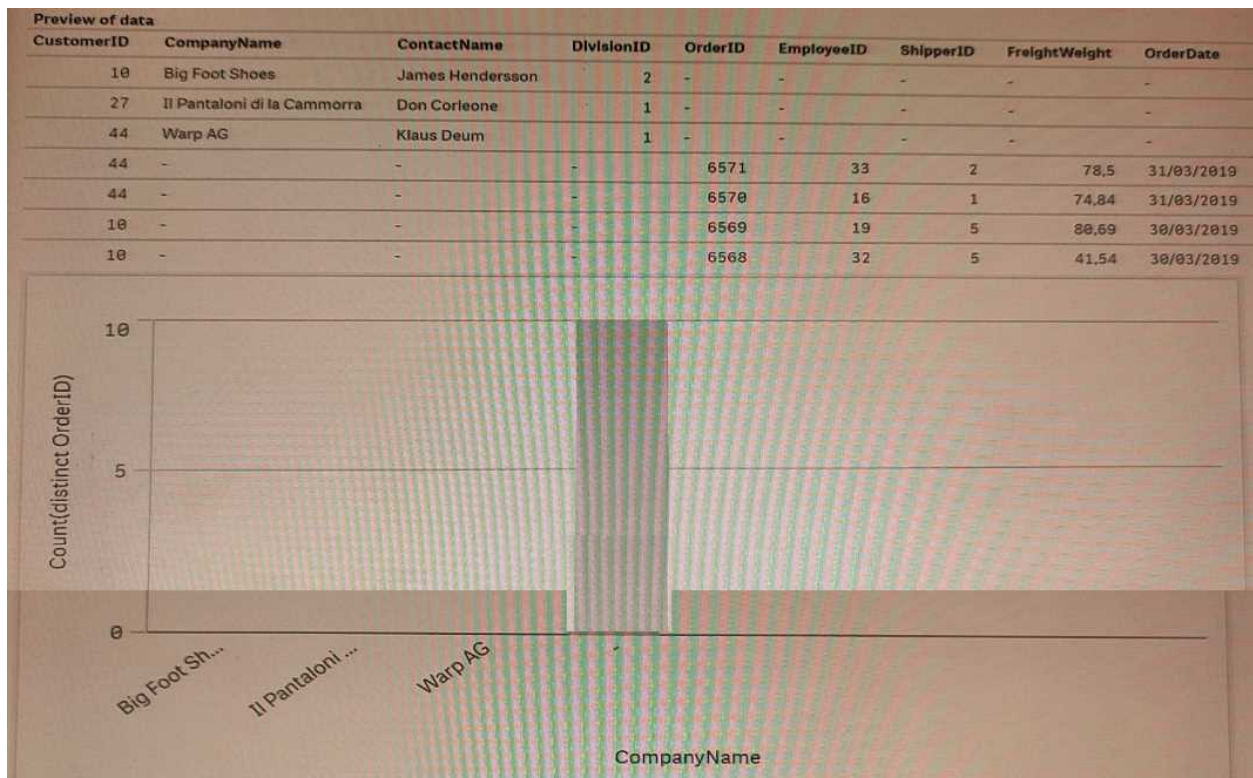 Preview of data
CustomerID CompanyName ContactName DivisionID OrderID EmployeeID ShipperID FreightWeight OrderDate
10 Big Foot Shoes James Hendersson 2 - - - - -
27 Il Pantaloni di la Cammorra Don Corleone 1 - - - - -
44 Warp AG Klaus Deum 1 - - - - -
44 - - - 6571 33 2 78,5 31/03/2019
44 - - - 6570 16 1 74,84 31/03/2019
10 - - - 6569 19 5 80,69 30/03/2019
10 - - - 6568 32 5 41,54 30/03/2019
10
Count(distinct OrderID)
5
0
Big Foot Sh... Il Pantaloni ... Warp AG -
CompanyName